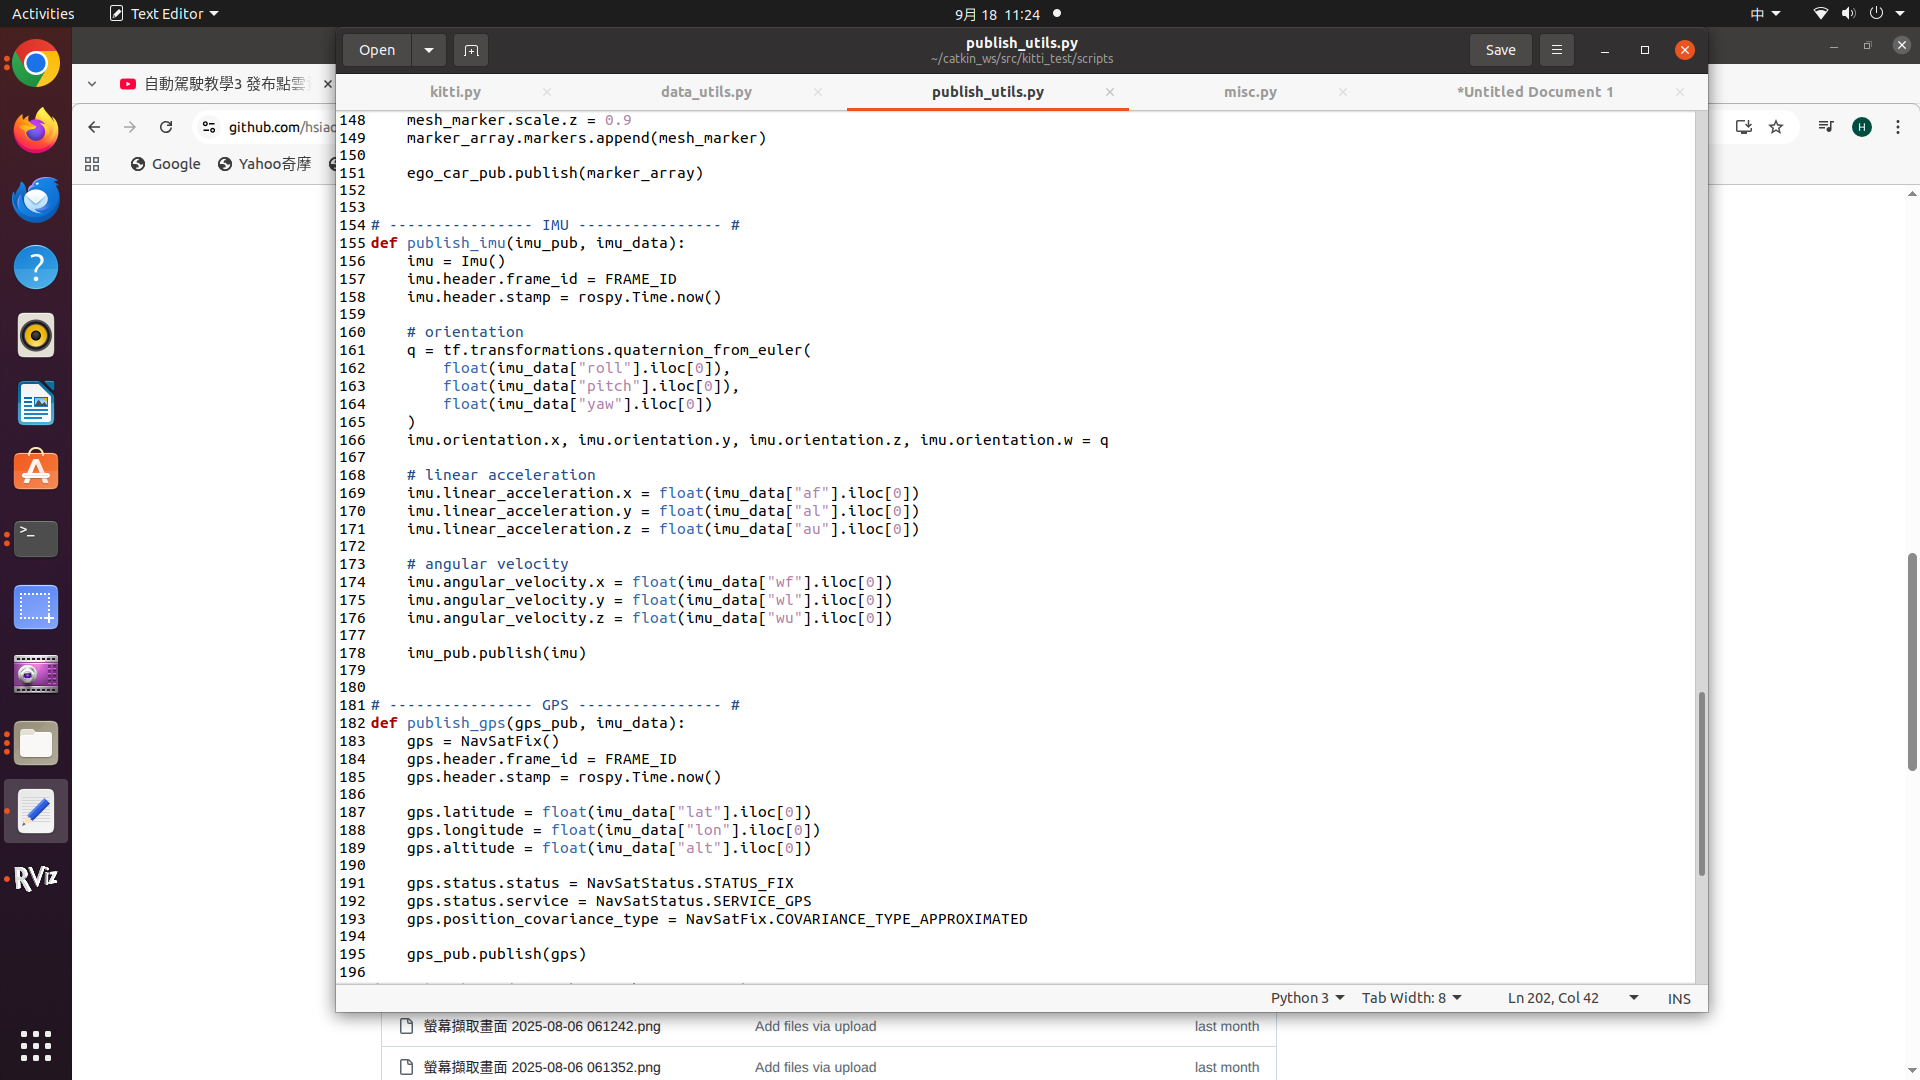 Activities
Text Editor
9月 18 11:24
中
Open
publish_utils.py
~/catkin_ws/src/kitti_test/scripts
Save
自動駕駛教學3 發布點雲
kitti.py
data_utils.py
publish_utils.py
misc.py
*Untitled Document 1
github.com/hsiao
H
Google
Yahoo奇摩
148 mesh_marker.scale.z = 0.9
149 marker_array.markers.append(mesh_marker)
150
151 ego_car_pub.publish(marker_array)
152
153
154 # ---------------- IMU ---------------- #
155 def publish_imu(imu_pub, imu_data):
156 imu = Imu()
157 imu.header.frame_id = FRAME_ID
158 imu.header.stamp = rospy.Time.now()
159
160 # orientation
161 q = tf.transformations.quaternion_from_euler(
162 float(imu_data["roll"].iloc[0]),
163 float(imu_data["pitch"].iloc[0]),
164 float(imu_data["yaw"].iloc[0])
165 )
166 imu.orientation.x, imu.orientation.y, imu.orientation.z, imu.orientation.w = q
167
168 # linear acceleration
169 imu.linear_acceleration.x = float(imu_data["af"].iloc[0])
170 imu.linear_acceleration.y = float(imu_data["al"].iloc[0])
171 imu.linear_acceleration.z = float(imu_data["au"].iloc[0])
172
173 # angular velocity
174 imu.angular_velocity.x = float(imu_data["wf"].iloc[0])
175 imu.angular_velocity.y = float(imu_data["wl"].iloc[0])
176 imu.angular_velocity.z = float(imu_data["wu"].iloc[0])
177
178 imu_pub.publish(imu)
179
180
181 # ---------------- GPS ---------------- #
182 def publish_gps(gps_pub, imu_data):
183 gps = NavSatFix()
184 gps.header.frame_id = FRAME_ID
185 gps.header.stamp = rospy.Time.now()
186
187 gps.latitude = float(imu_data["lat"].iloc[0])
188 gps.longitude = float(imu_data["lon"].iloc[0])
189 gps.altitude = float(imu_data["alt"].iloc[0])
190
191 gps.status.status = NavSatStatus.STATUS_FIX
192 gps.status.service = NavSatStatus.SERVICE_GPS
193 gps.position_covariance_type = NavSatFix.COVARIANCE_TYPE_APPROXIMATED
194
195 gps_pub.publish(gps)
196
RViz
Python 3
Tab Width: 8
Ln 202, Col 42
INS
螢幕擷取畫面 2025-08-06 061242.png Add files via upload last month
螢幕擷取畫面 2025-08-06 061352.png Add files via upload last month